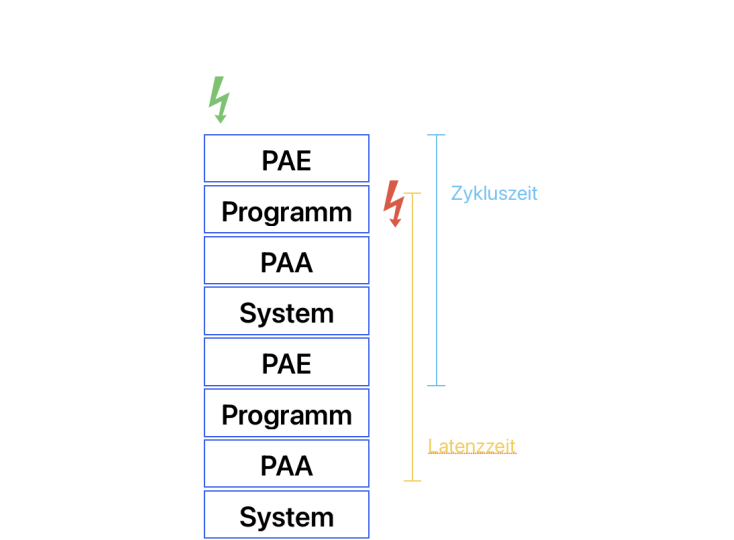 PAE
Programm
Zykluszeit
PAA
System
PAE
Programm
Latenzzeit
PAA
System